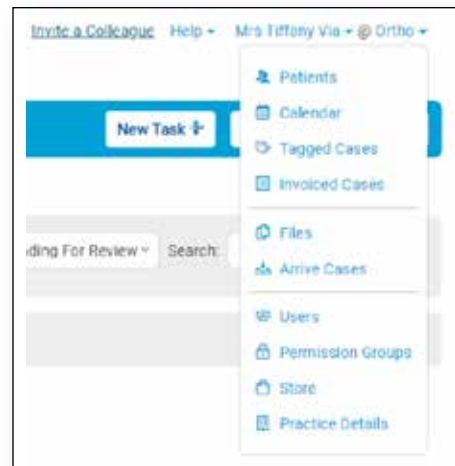 Invite a Colleague Help Mrs Tiffany Via @ Ortho
Patients
New Task
Calendar
Tagged Cases
Invoiced Cases
ding For Review Search:
Files
Arrive Cases
Users
Permission Groups
Store
Practice Details